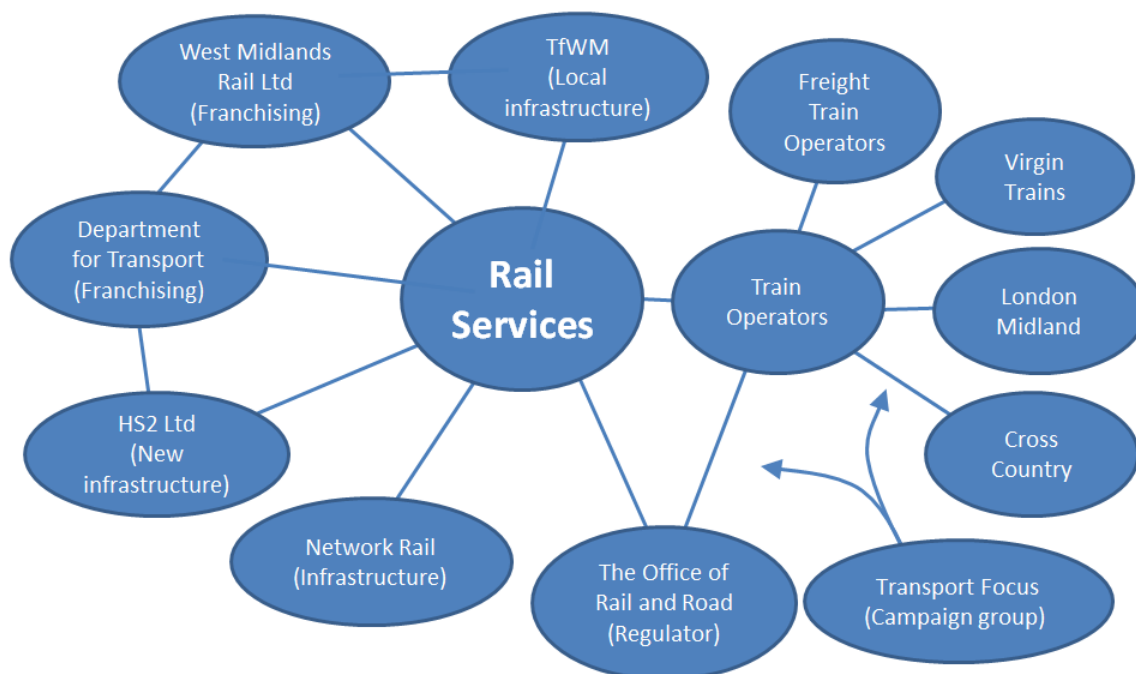 West Midlands
Rail Ltd
(Franchising)
TfWM
(Local
infrastructure)
Freight
Train
Operators
Virgin
Trains
Department
for Transport
(Franchising)
Rail
Services
Train
Operators
London
Midland
HS2 Ltd
(New
infrastructure)
Cross
Country
Network Rail
(Infrastructure)
The Office of
Rail and Road
(Regulator)
Transport Focus
(Campaign group)